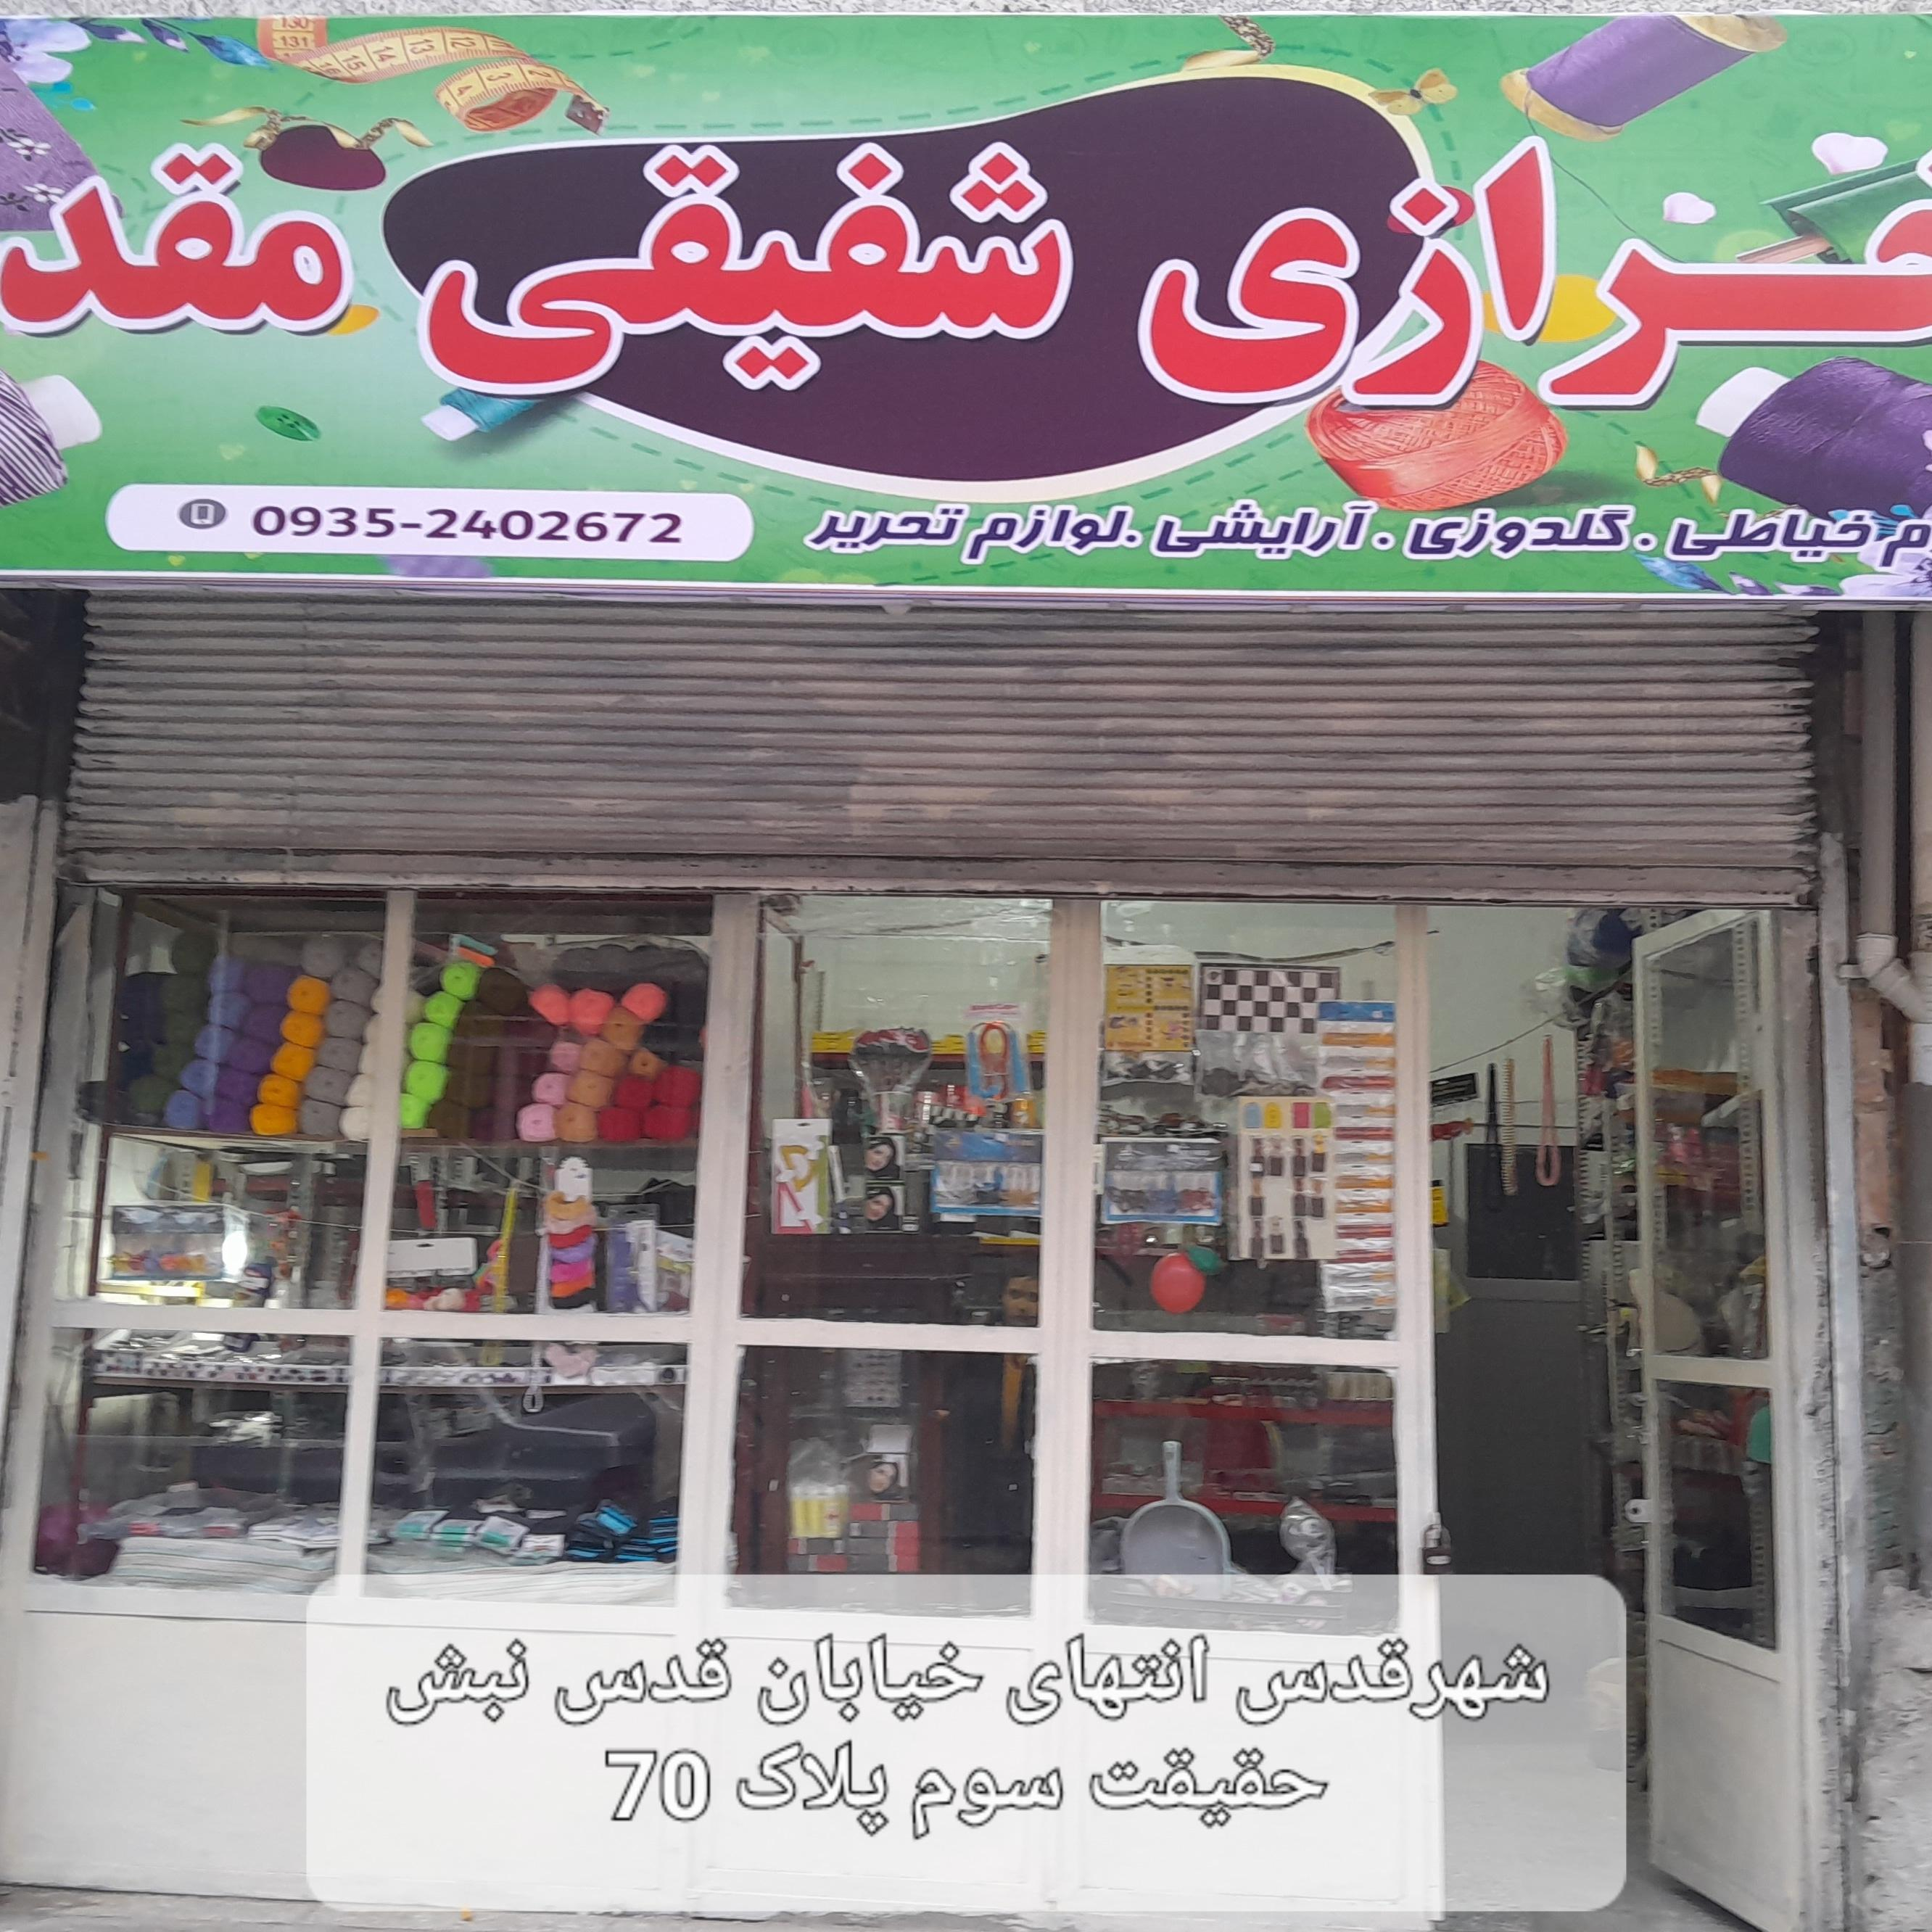 خرازی شفیقی مقد
م خیاطی . گلدوزی . آرایشی .لوازم تحریر
0935-2402672
شهرقدس انتهای خیابان قدس نبش
حقیقت سوم پلاک 70